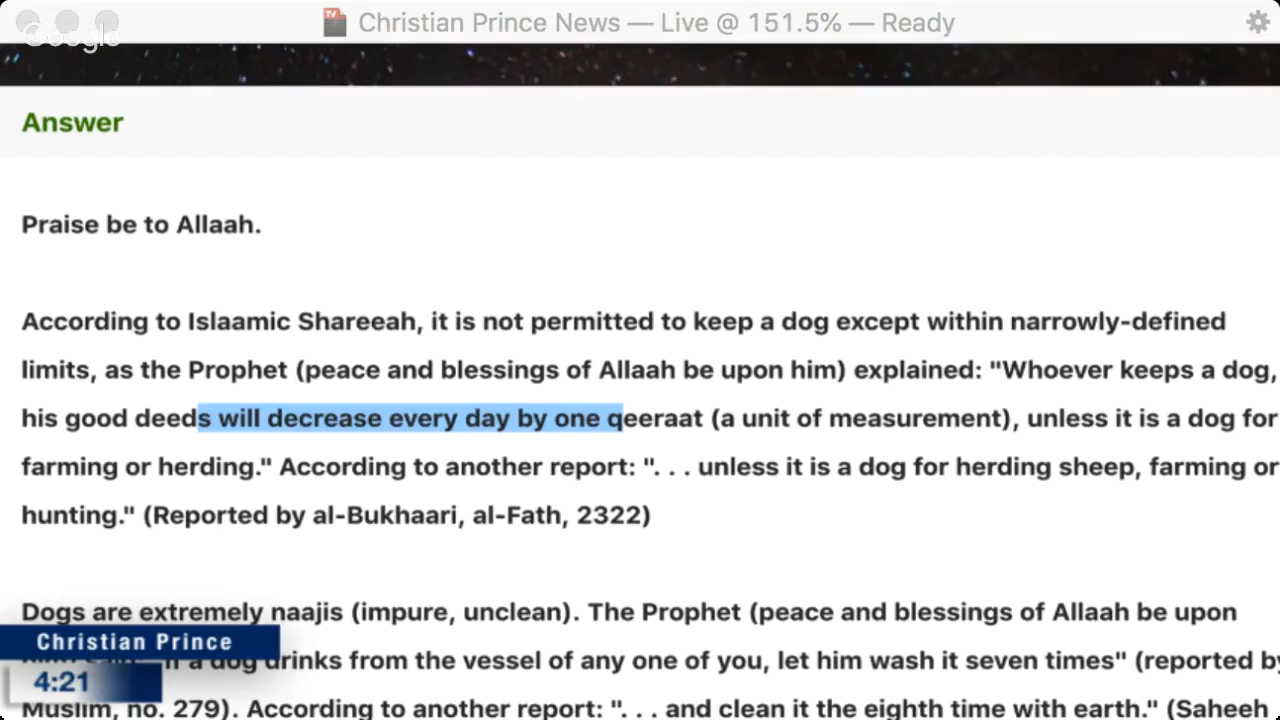 TV Christian Prince News — Live @ 151.5% — Ready
Google
Answer
Praise be to Allaah.
According to Islaamic Shareeah, it is not permitted to keep a dog except within narrowly-defined
limits, as the Prophet (peace and blessings of Allaah be upon him) explained: "Whoever keeps a dog,
his good deeds will decrease every day by one qeeraat (a unit of measurement), unless it is a dog for
farming or herding." According to another report: ". . . unless it is a dog for herding sheep, farming or
hunting." (Reported by al-Bukhaari, al-Fath, 2322)
Dogs are extremely naajis (impure, unclean). The Prophet (peace and blessings of Allaah be upon
Christian Prince
a dog drinks from the vessel of any one of you, let him wash it seven times" (reported by
4:21
Muslim, no. 279). According to another report: ". . . and clean it the eighth time with earth." (Saheeh